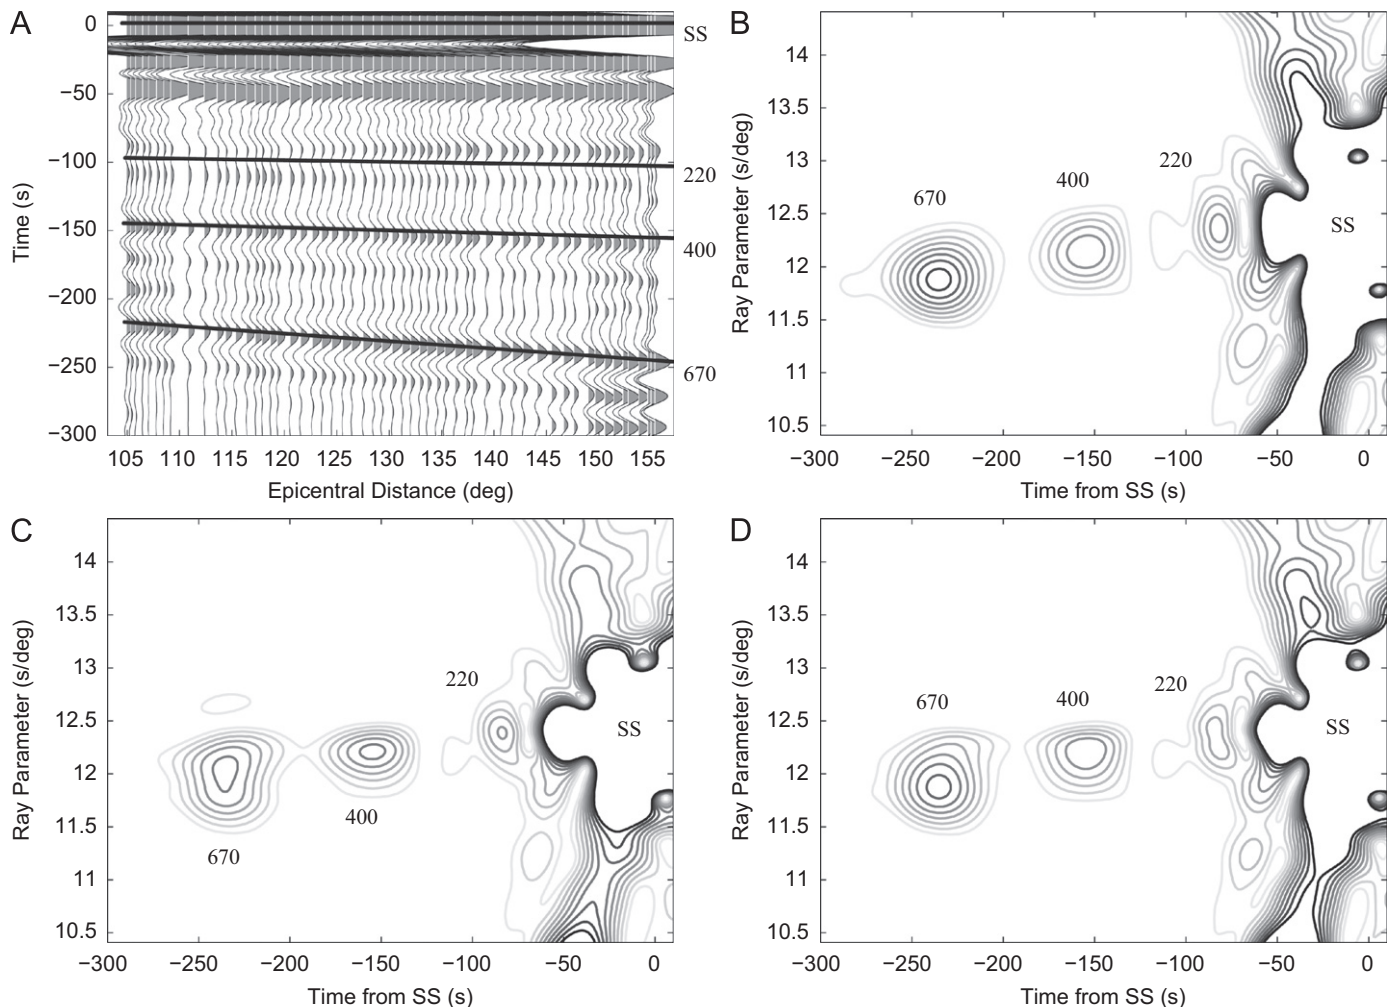 A
0
−50
−100
−150
−200
−250
−300
Time (s)
SS
220
400
670
105 110 115 120 125 130 135 140 145 150 155
Epicentral Distance (deg)
B
14
13.5
13
12.5
12
11.5
11
10.5
Ray Parameter (s/deg)
670
400
220
SS
−300 −250 −200 −150 −100 −50 0
Time from SS (s)
C
14
13.5
13
12.5
12
11.5
11
10.5
Ray Parameter (s/deg)
220
SS
400
670
−300 −250 −200 −150 −100 −50 0
Time from SS (s)
D
14
13.5
13
12.5
12
11.5
11
10.5
Ray Parameter (s/deg)
670
400
220
SS
−300 −250 −200 −150 −100 −50 0
Time from SS (s)